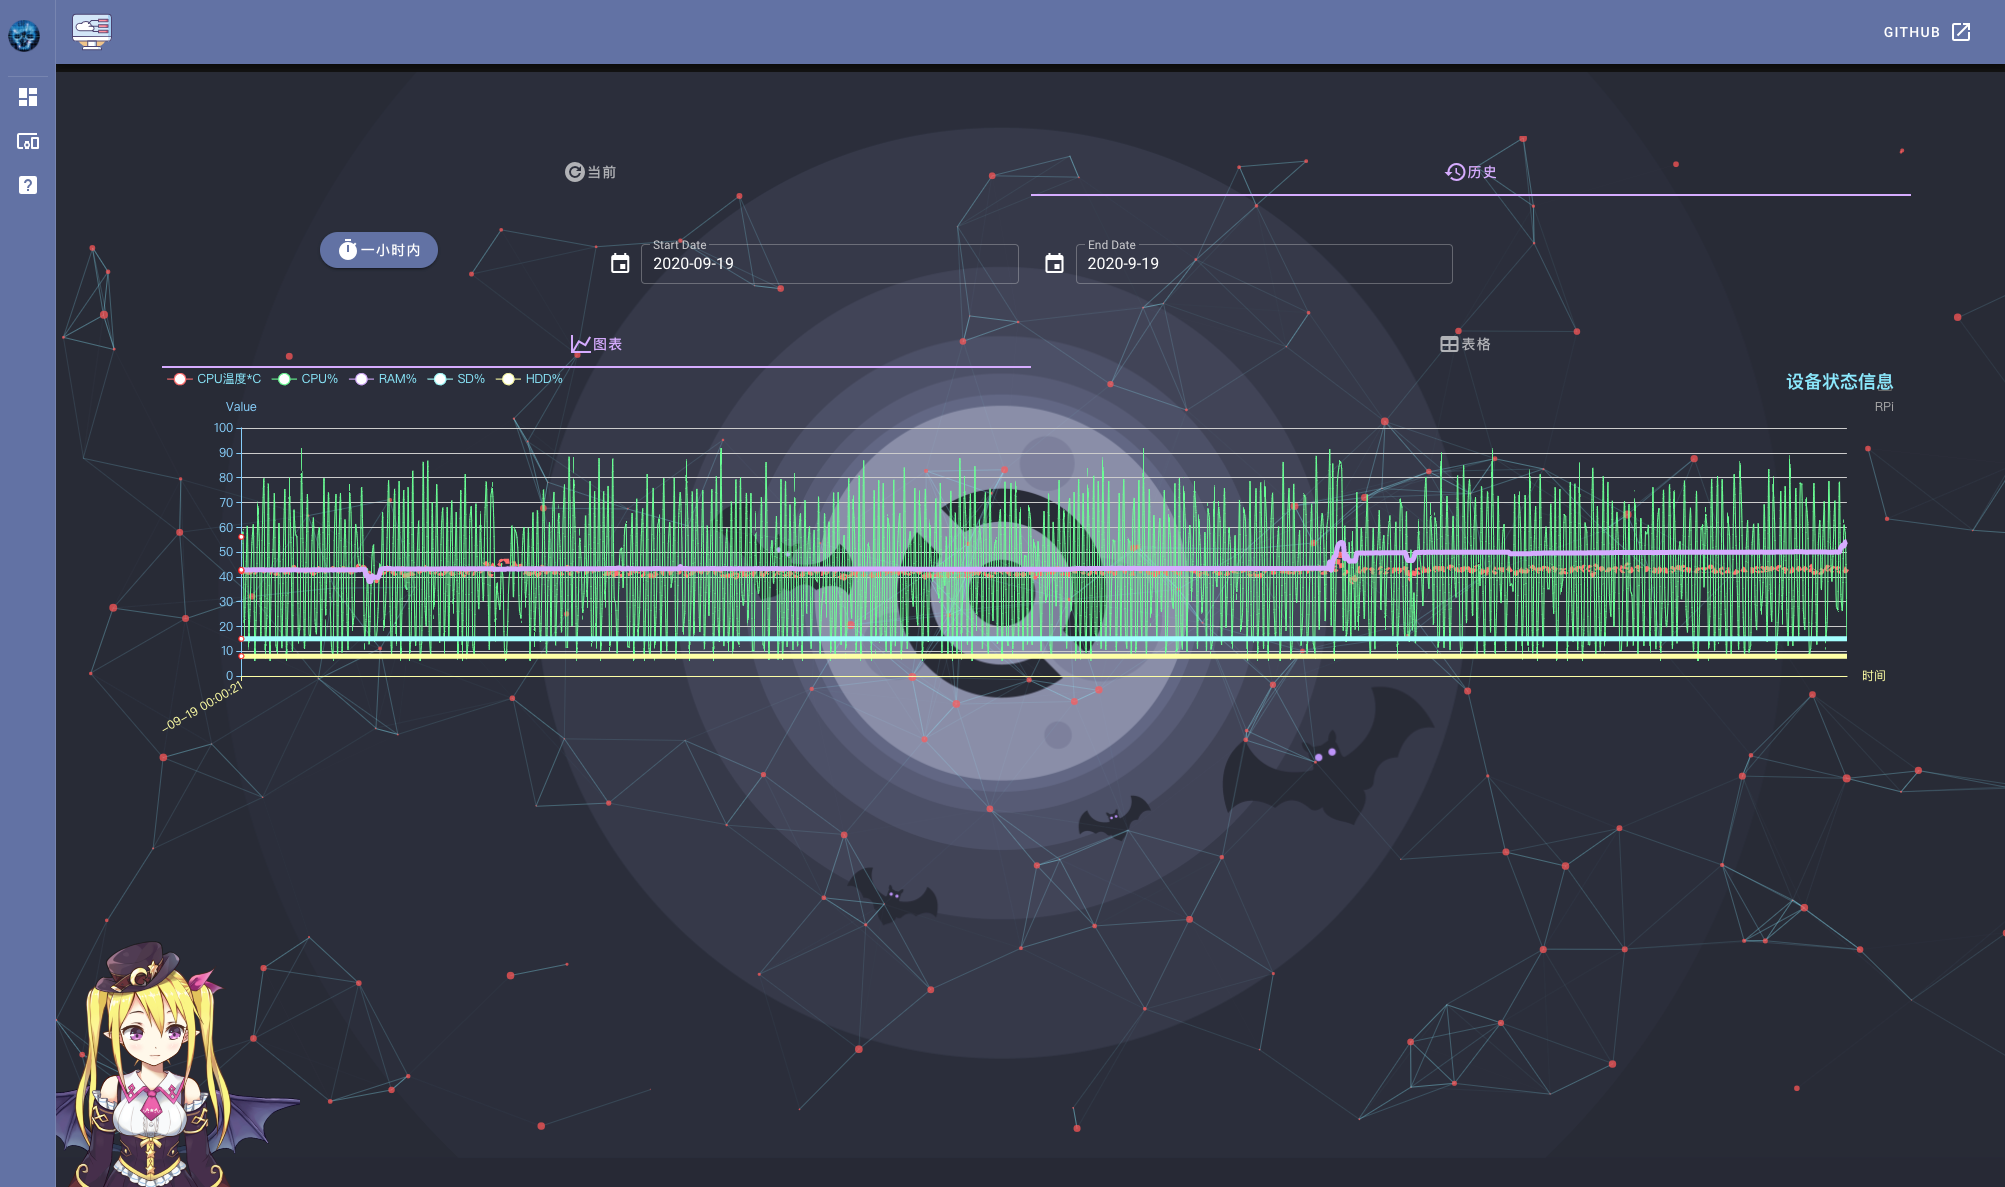 GITHUB
当前
历史
一小时内
Start Date
2020-09-19
End Date
2020-9-19
图表
表格
CPU温度*C
CPU%
RAM%
SD%
HDD%
设备状态信息
RPi
Value
100
90
80
70
60
50
40
30
20
10
0
时间
-09-19 00:00:21